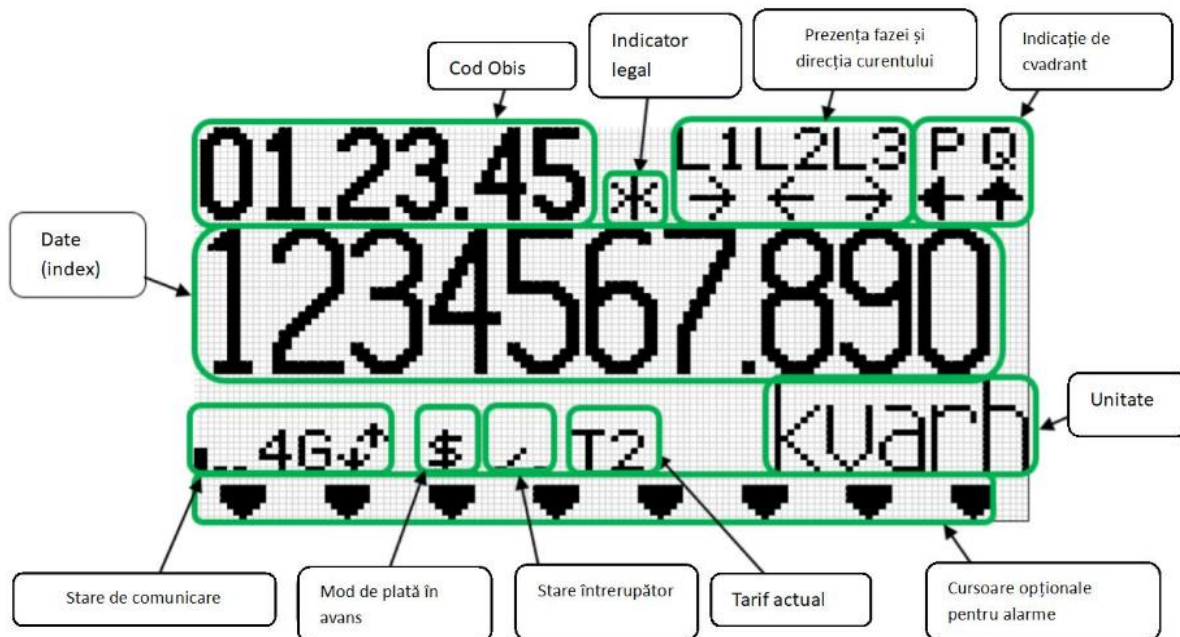 Cod Obis
Indicator
legal
Prezența fazei și
direcția curentului
Indicație de
cvadrant
01.23.45
*
L1L2L3
P Q
→ ← →
Date
(index)
1234567.890
Unitate
4G
$
T2
kvarh
Stare de comunicare
Mod de plată în
avans
Stare întrerupător
Tarif actual
Cursoare opționale
pentru alarme